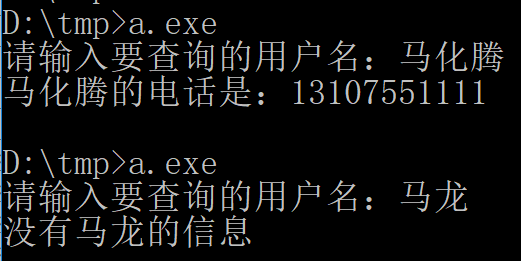 D:\tmp>a.exe
请输入要查询的用户名：马化腾
马化腾的电话是：13107551111
D:\tmp>a.exe
请输入要查询的用户名：马龙
没有马龙的信息